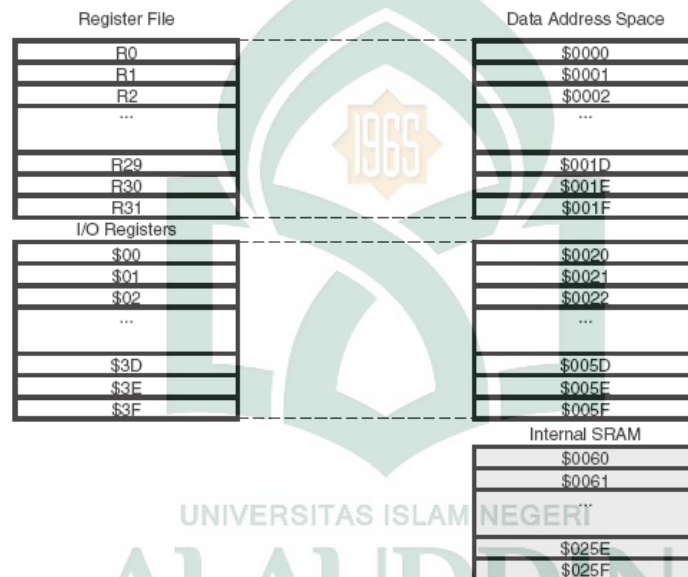 Register File Data Address Space
R0 $0000
R1 $0001
R2 $0002
... ...
R29 $001D
R30 $001E
R31 $001F
I/O Registers
$00 $0020
$01 $0021
$02 $0022
... ...
$3D $005D
$3E $005E
$3F $005F
Internal SRAM
$0060
$0061
...
$025E
$025F
1965
UNIVERSITAS ISLAM NEGERI
ALAUDDIN